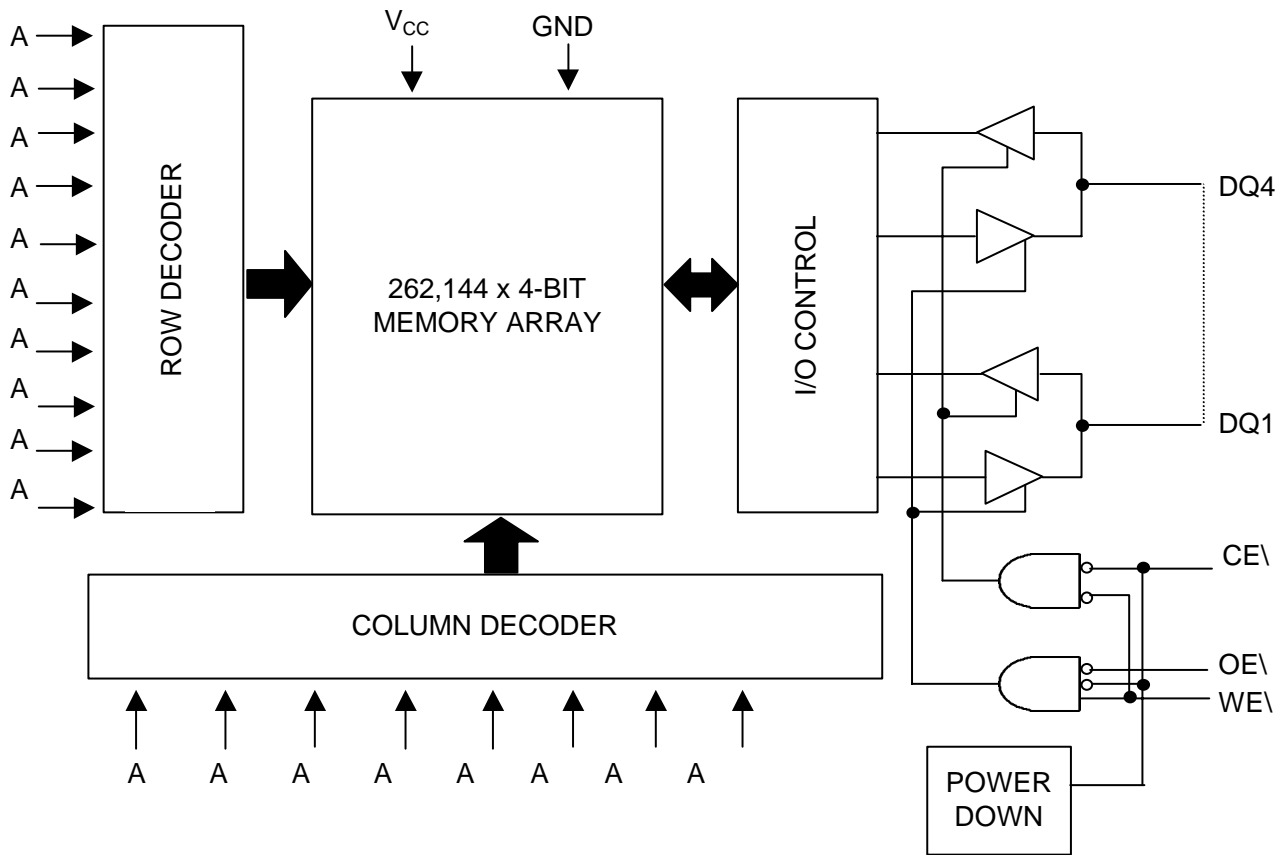 V_CC
GND
A
A
A
A
A
A
A
A
A
A
ROW DECODER
262,144 x 4-BIT
MEMORY ARRAY
I/O CONTROL
DQ4
DQ1
CE\
OE\
WE\
COLUMN DECODER
A A A A A A A A
POWER
DOWN